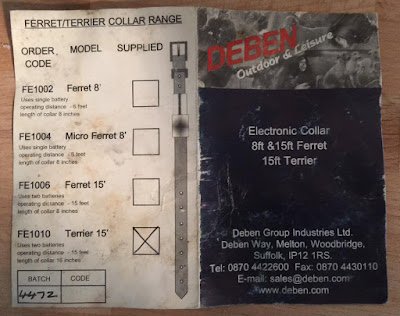 FERRET/TERRIER COLLAR RANGE
ORDER CODE MODEL SUPPLIED
FE1002 Ferret 8'
Uses single battery
operating distance - 8 feet
length of collar 8 inches
FE1004 Micro Ferret 8'
Uses single battery
operating distance - 8 feet
length of collar 8 inches
FE1006 Ferret 15'
Uses two batteries
operating distance - 15 feet
length of collar 8 inches
FE1010 Terrier 15'
Uses two batteries
operating distance - 15 feet
length of collar 16 inches
BATCH CODE
4472
DEBEN
Outdoor & Leisure
Electronic Collar
8ft &15ft Ferret
15ft Terrier
Deben Group Industries Ltd.
Deben Way, Melton, Woodbridge,
Suffolk, IP12 1RS.
Tel: 0870 4422600 Fax: 0870 4430110
E-mail: sales@deben.com
www.deben.com